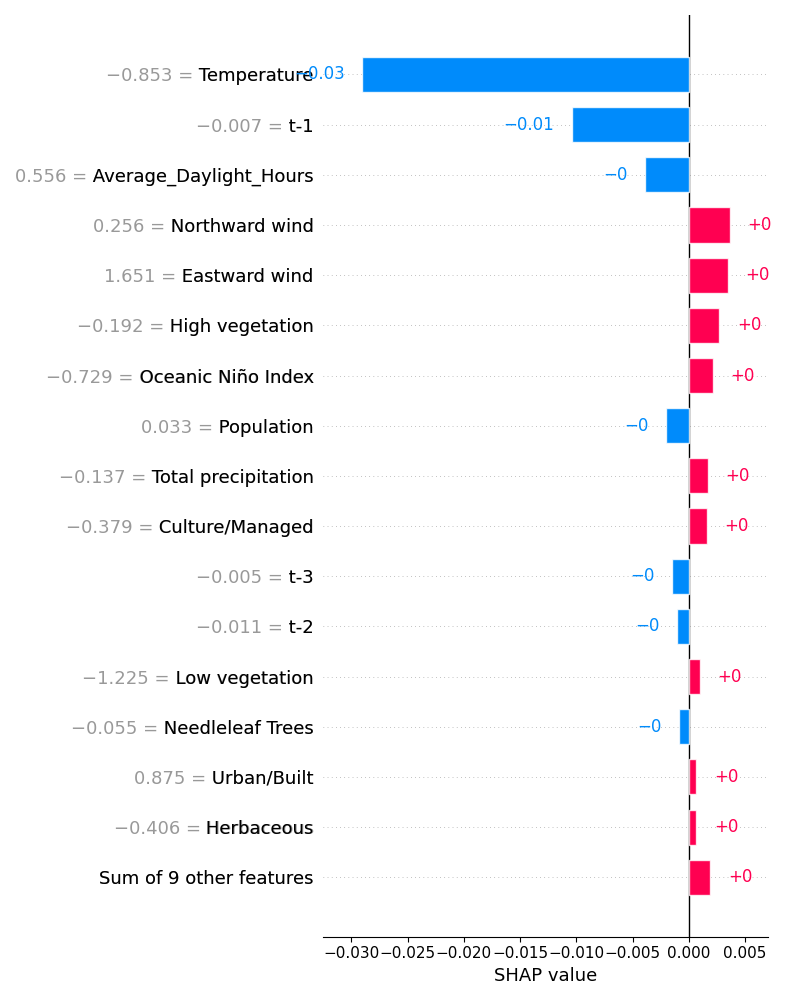 −0.853 = Temperature −0.03
−0.007 = t-1 −0.01
0.556 = Average_Daylight_Hours −0
0.256 = Northward wind +0
1.651 = Eastward wind +0
−0.192 = High vegetation +0
−0.729 = Oceanic Niño Index +0
0.033 = Population −0
−0.137 = Total precipitation +0
−0.379 = Culture/Managed +0
−0.005 = t-3 −0
−0.011 = t-2 −0
−1.225 = Low vegetation +0
−0.055 = Needleleaf Trees −0
0.875 = Urban/Built +0
−0.406 = Herbaceous +0
Sum of 9 other features +0
−0.030 −0.025 −0.020 −0.015 −0.010 −0.005 0.000 0.005
SHAP value